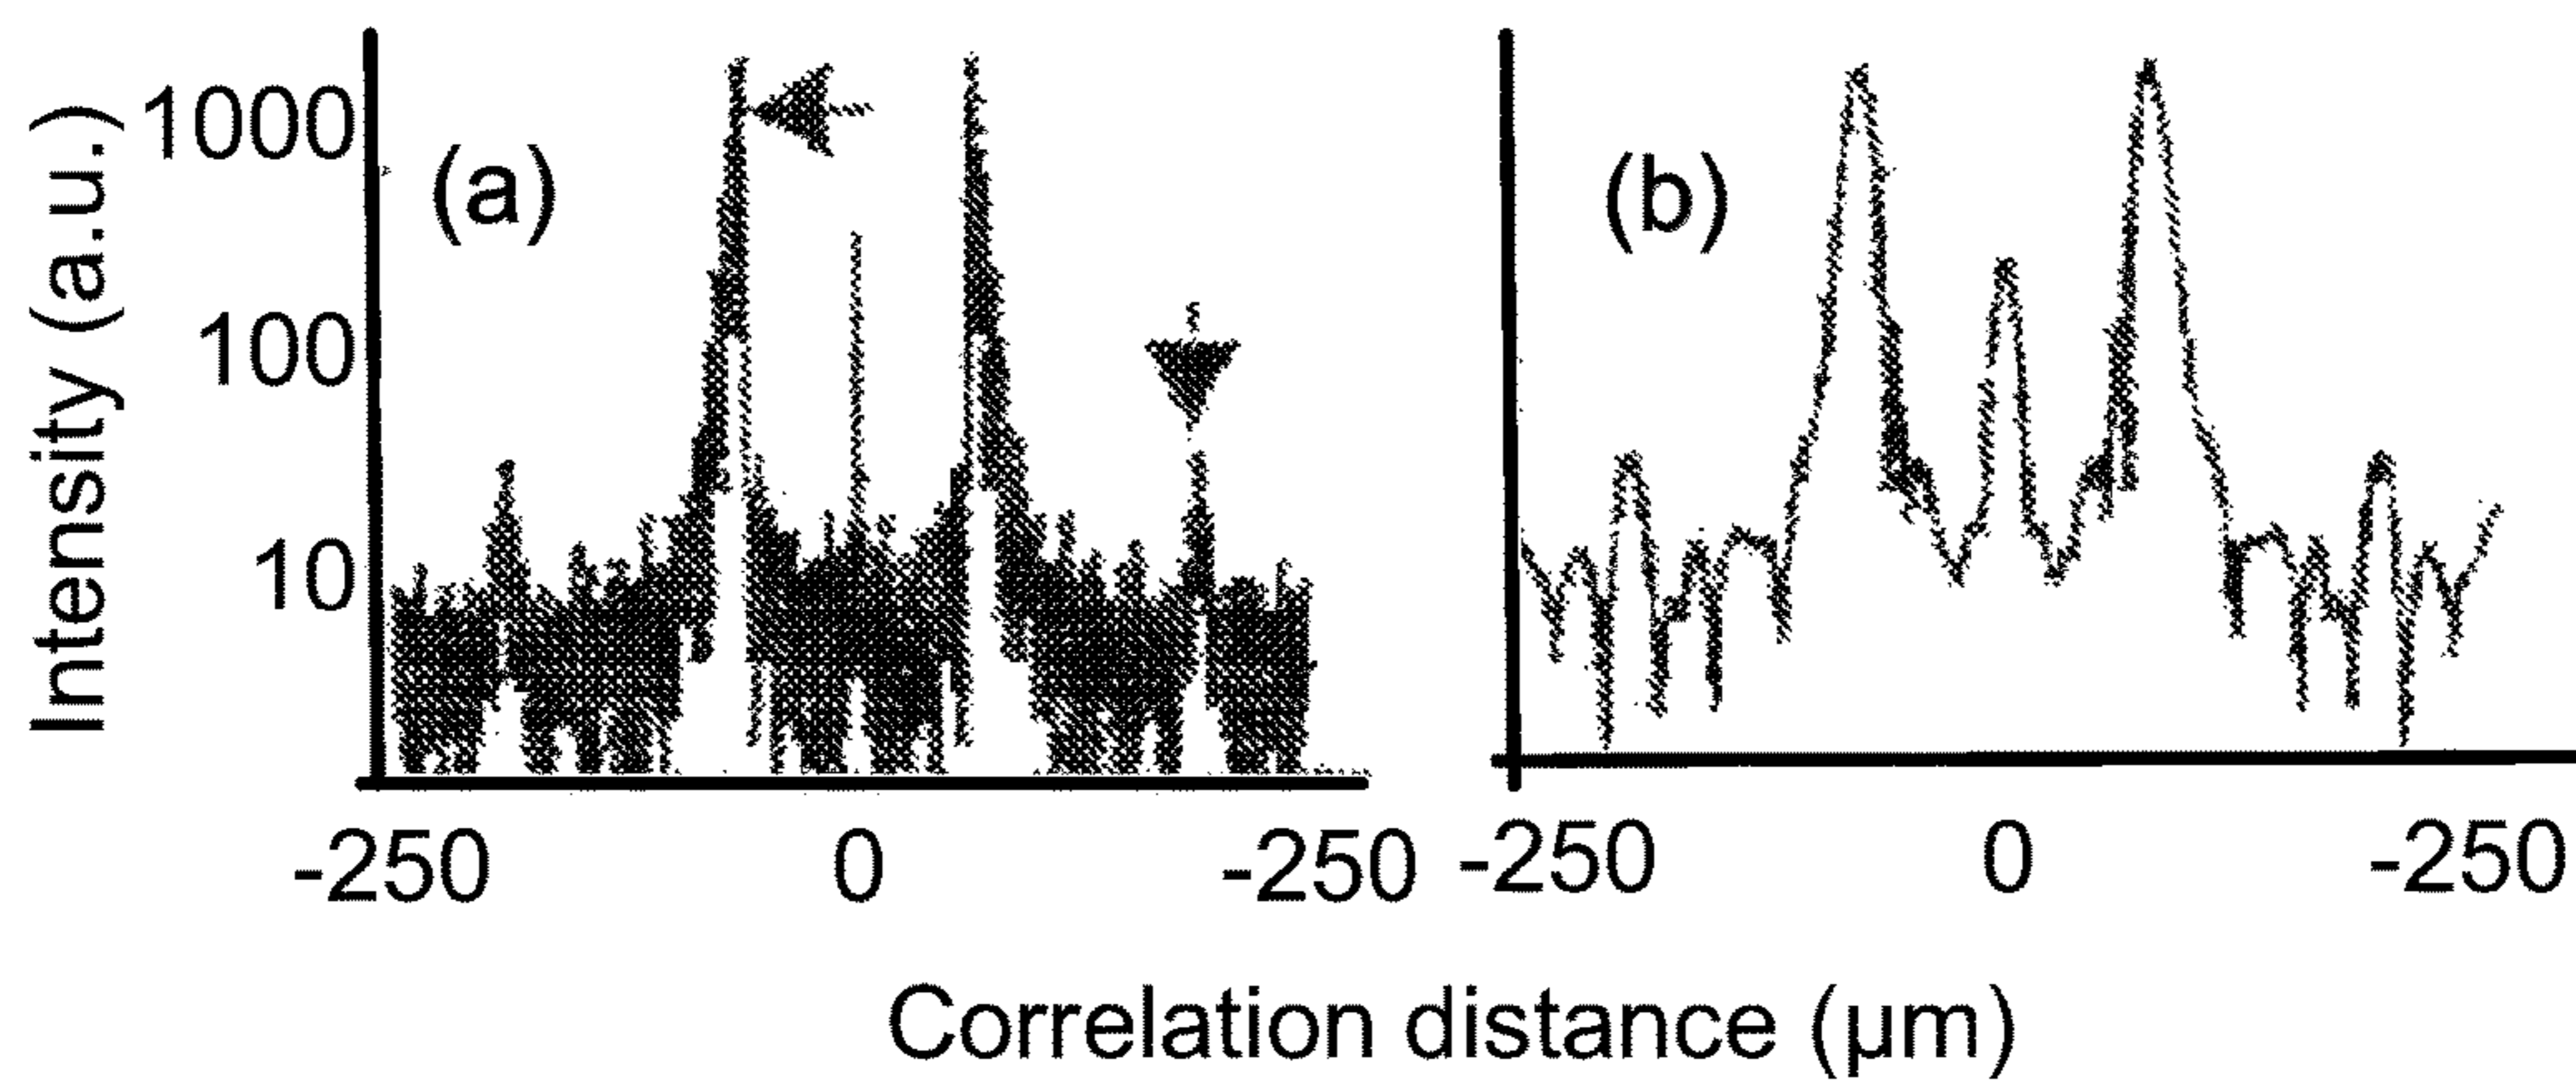 Intensity (a.u.)
1000
100
10
(a)
(b)
-250 0 -250
-250 0 -250
Correlation distance (µm)